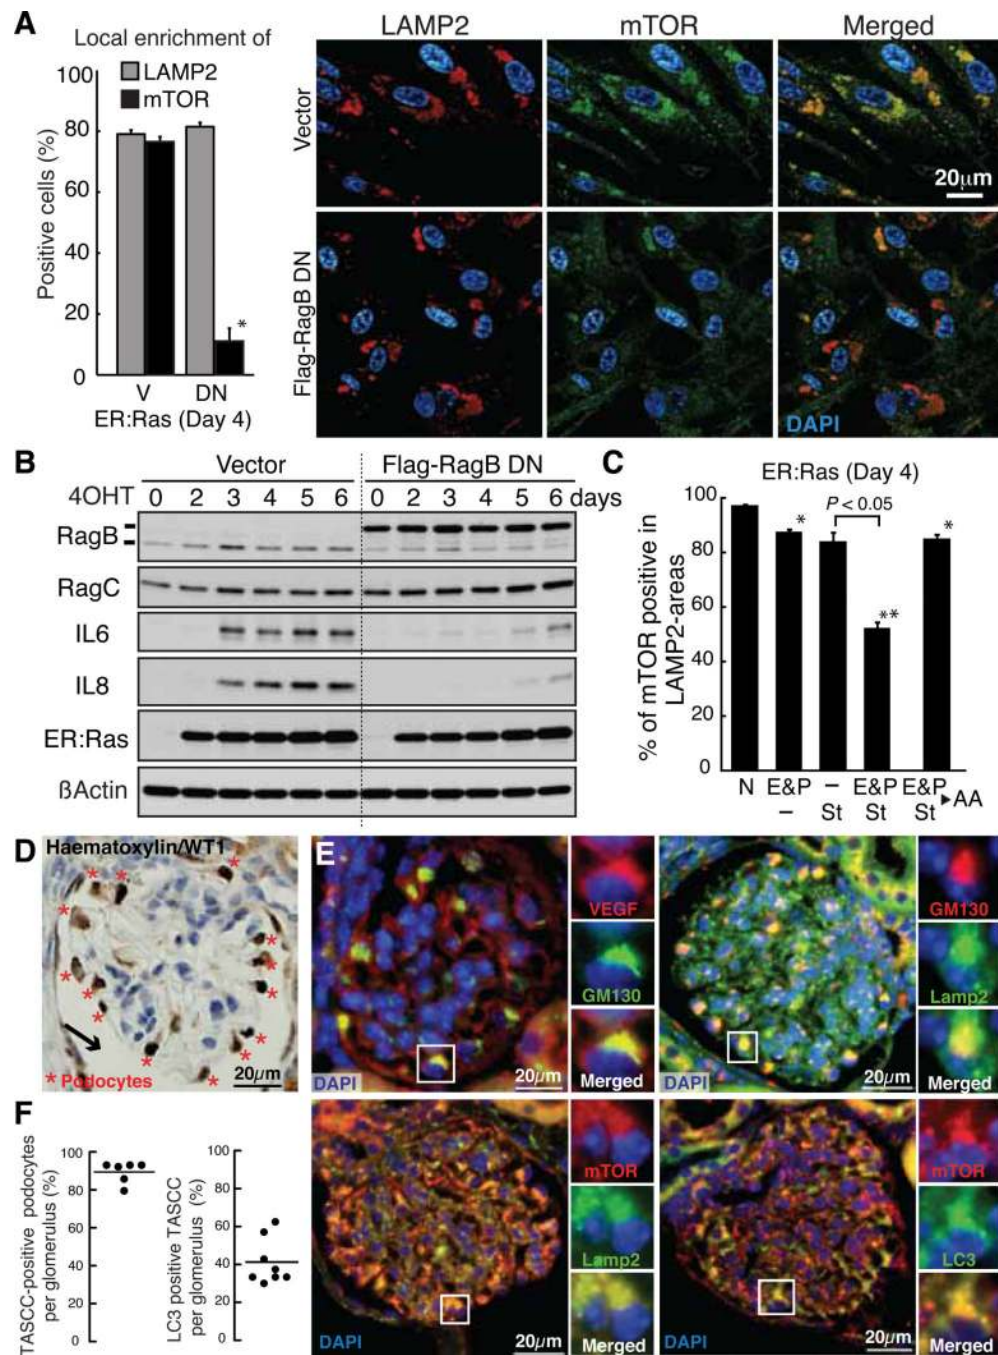 A
Local enrichment of
LAMP2
mTOR
100
80
60
40
20
0
Positive cells (%)
*
V DN
ER:Ras (Day 4)
LAMP2 mTOR Merged
Vector
20µm
Flag-RagB DN
DAPI
B
Vector Flag-RagB DN
4OHT 0 2 3 4 5 6 0 2 3 4 5 6 days
RagB
RagC
IL6
IL8
ER:Ras
ßActin
C
ER:Ras (Day 4)
% of mTOR positive in
LAMP2-areas
100
80
60
40
20
0
P < 0.05
* ** *
N E&P – E&P E&P
– St St St ▸AA
D
Haematoxylin/WT1
* Podocytes
20µm
E
VEGF
GM130
Merged
DAPI
20µm
GM130
Lamp2
Merged
DAPI
20µm
mTOR
Lamp2
Merged
DAPI
20µm
mTOR
LC3
Merged
DAPI
20µm
F
TASCC-positive podocytes
per glomerulus (%)
100
80
60
40
20
0
LC3 positive TASCC
per glomerulus (%)
100
80
60
40
20
0